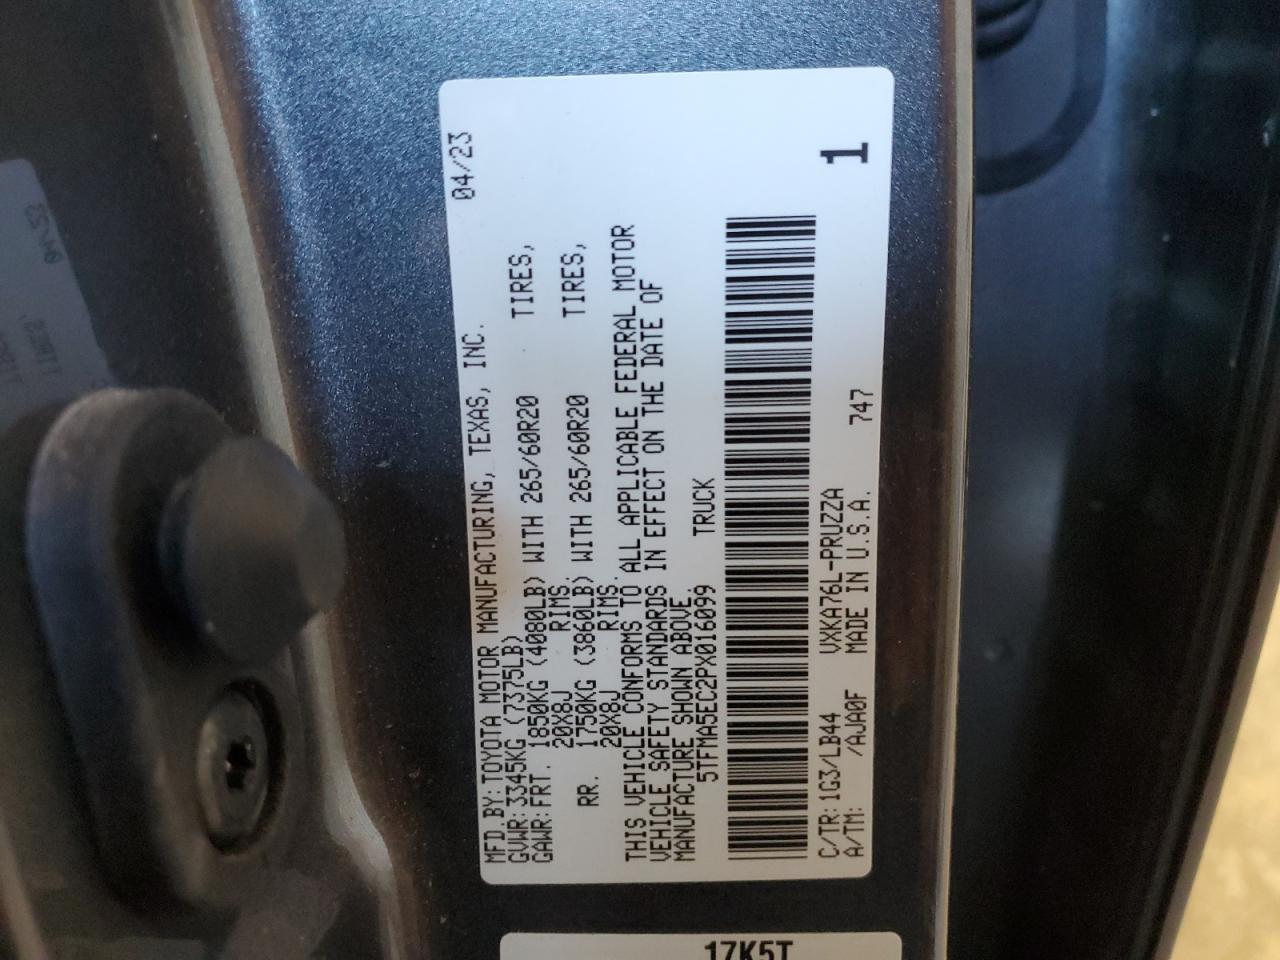 MFD.BY: TOYOTA MOTOR MANUFACTURING, TEXAS, INC. 04/23
GVWR: 3345KG (7375LB)
GAWR: FRT. 1850KG (4080LB) WITH 265/60R20 TIRES,
20X8J RIMS.
RR. 1750KG (3860LB) WITH 265/60R20 TIRES,
20X8J RIMS.
THIS VEHICLE CONFORMS TO ALL APPLICABLE FEDERAL MOTOR
VEHICLE SAFETY STANDARDS IN EFFECT ON THE DATE OF
MANUFACTURE SHOWN ABOVE.
5TFMA5EC2PX016099 TRUCK
1
C/TR: 1G3/LB44 VXKA76L-PRUZZA 747
A/TM: /AJA0F MADE IN U.S.A.
17K5T